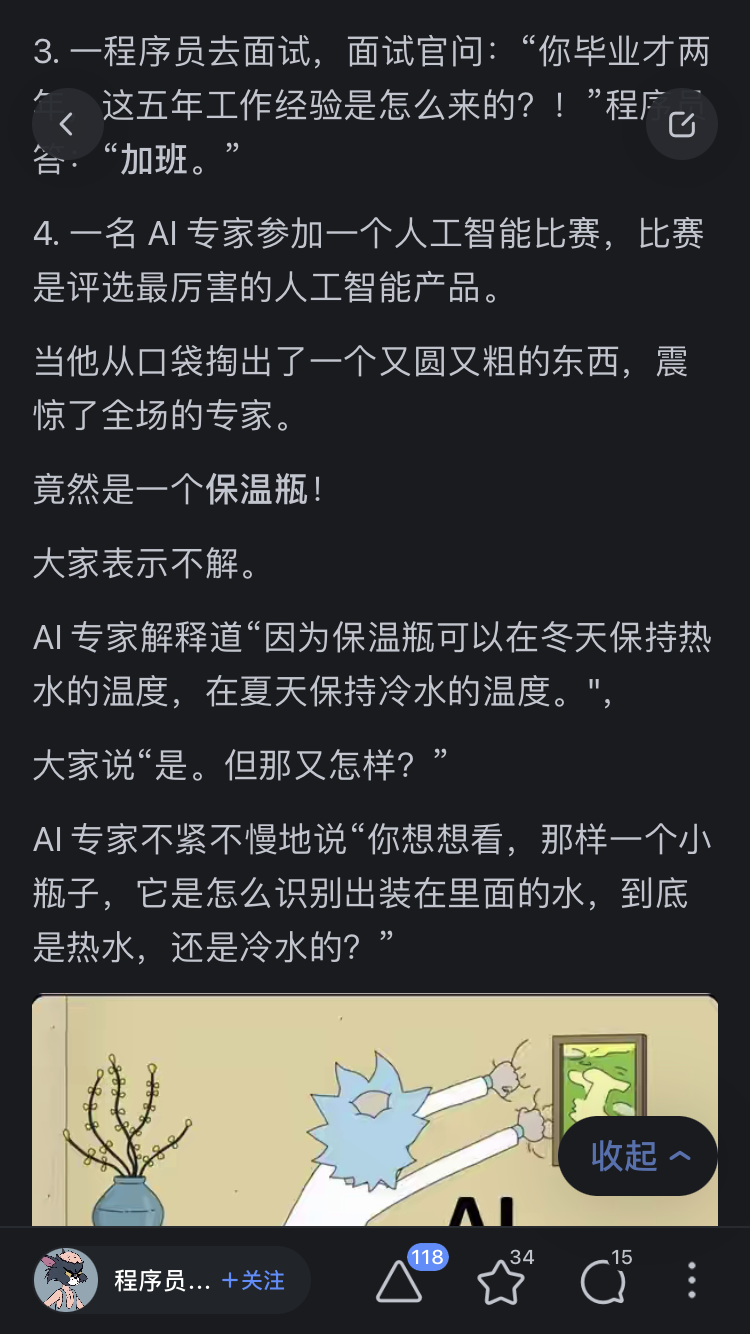 3. 一程序员去面试，面试官问：“你毕业才两
年，这五年工作经验是怎么来的？！”程序员
答：“加班。”
4. 一名 AI 专家参加一个人工智能比赛，比赛
是评选最厉害的人工智能产品。
当他从口袋掏出了一个又圆又粗的东西，震
惊了全场的专家。
竟然是一个保温瓶！
大家表示不解。
AI 专家解释道“因为保温瓶可以在冬天保持热
水的温度，在夏天保持冷水的温度。"，
大家说“是。但那又怎样？”
AI 专家不紧不慢地说“你想想看，那样一个小
瓶子，它是怎么识别出装在里面的水，到底
是热水，还是冷水的？”
收起
AI
程序员... +关注
118
34
15